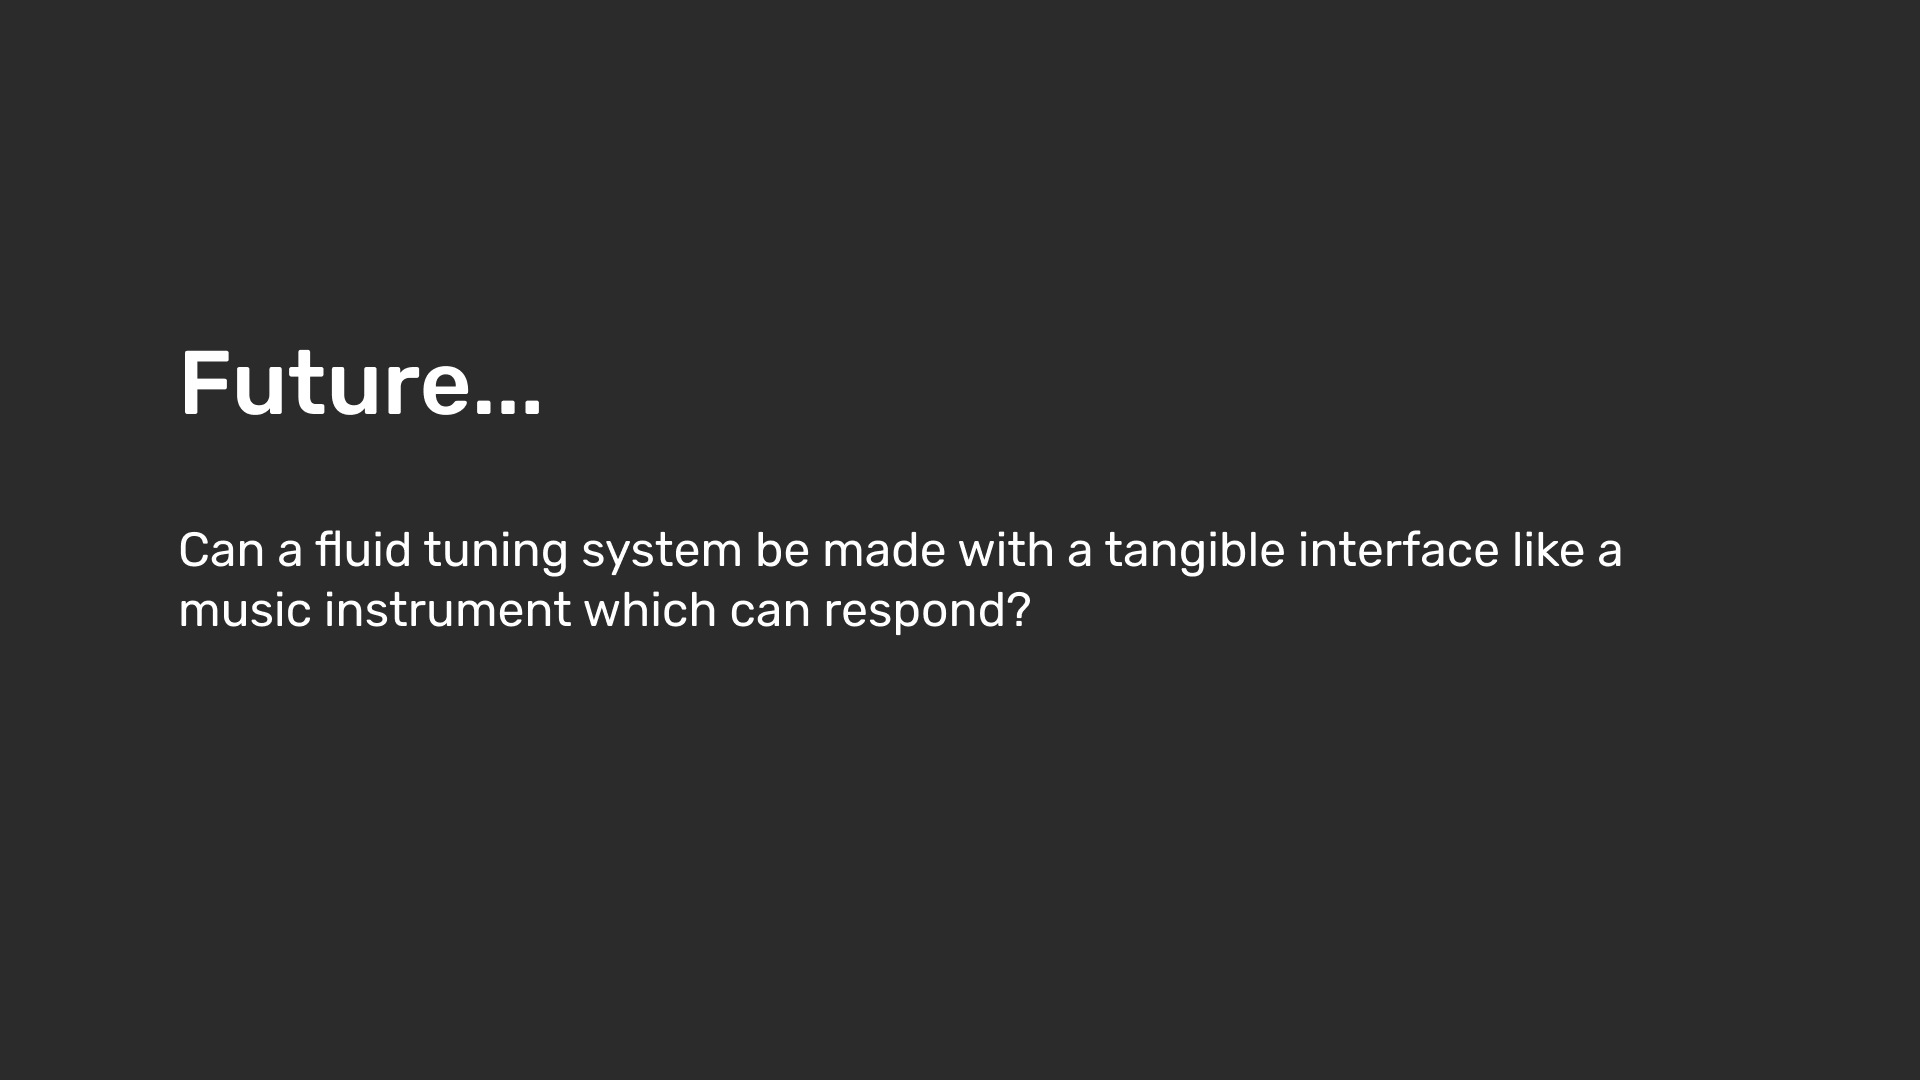 Future...
Can a fluid tuning system be made with a tangible interface like a
music instrument which can respond?